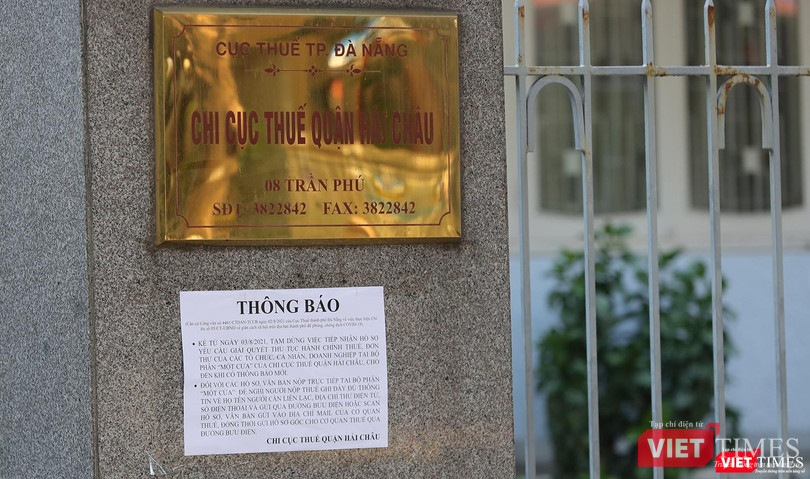 CỤC THUẾ TP. ĐÀ NẴNG
CHI CỤC THUẾ QUẬN HẢI CHÂU
08 TRẦN PHÚ
SĐT: 3822842 FAX: 3822842
THÔNG BÁO
KỂ TỪ NGÀY 03/8/2021, TẠM DỪNG VIỆC TIẾP NHẬN HỒ SƠ
YÊU CẦU GIẢI QUYẾT THỦ TỤC HÀNH CHÍNH THUẾ, ĐƠN
THƯ CỦA CÁC TỔ CHỨC, CÁ NHÂN, DOANH NGHIỆP TẠI BỘ
PHẬN "MỘT CỬA" CỦA CHI CỤC THUẾ QUẬN HẢI CHÂU, CHO
ĐẾN KHI CÓ THÔNG BÁO MỚI.
ĐỐI VỚI CÁC HỒ SƠ, VĂN BẢN NỘP TRỰC TIẾP TẠI BỘ PHẬN
"MỘT CỬA", ĐỀ NGHỊ NGƯỜI NỘP THUẾ GHI ĐẦY ĐỦ THÔNG
TIN VỀ HỌ TÊN NGƯỜI CẦN LIÊN LẠC, ĐỊA CHỈ THƯ ĐIỆN TỬ,
SỐ ĐIỆN THOẠI VÀ GỬI QUA ĐƯỜNG BƯU ĐIỆN HOẶC SCAN
HỒ SƠ, VĂN BẢN GỬI VÀO ĐỊA CHỈ MAIL CỦA CƠ QUAN
THUẾ, ĐỒNG THỜI GỬI HỒ SƠ GỐC CHO CƠ QUAN THUẾ QUA
ĐƯỜNG BƯU ĐIỆN.
CHI CỤC THUẾ QUẬN HẢI CHÂU
Tạp chí điện tử
VIETTIMES
Tạp chí điện tử
VIETTIMES